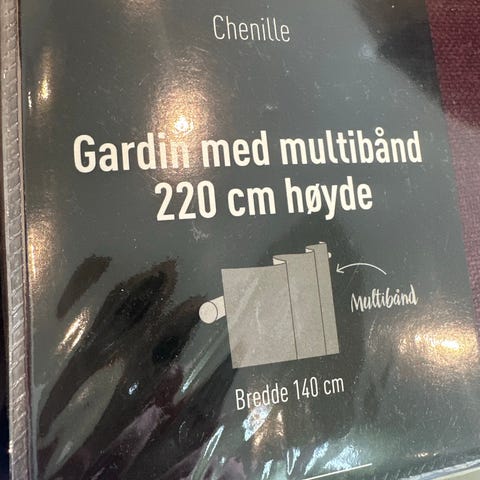 Chenille
Gardin med multibånd
220 cm høyde
Multibånd
Bredde 140 cm